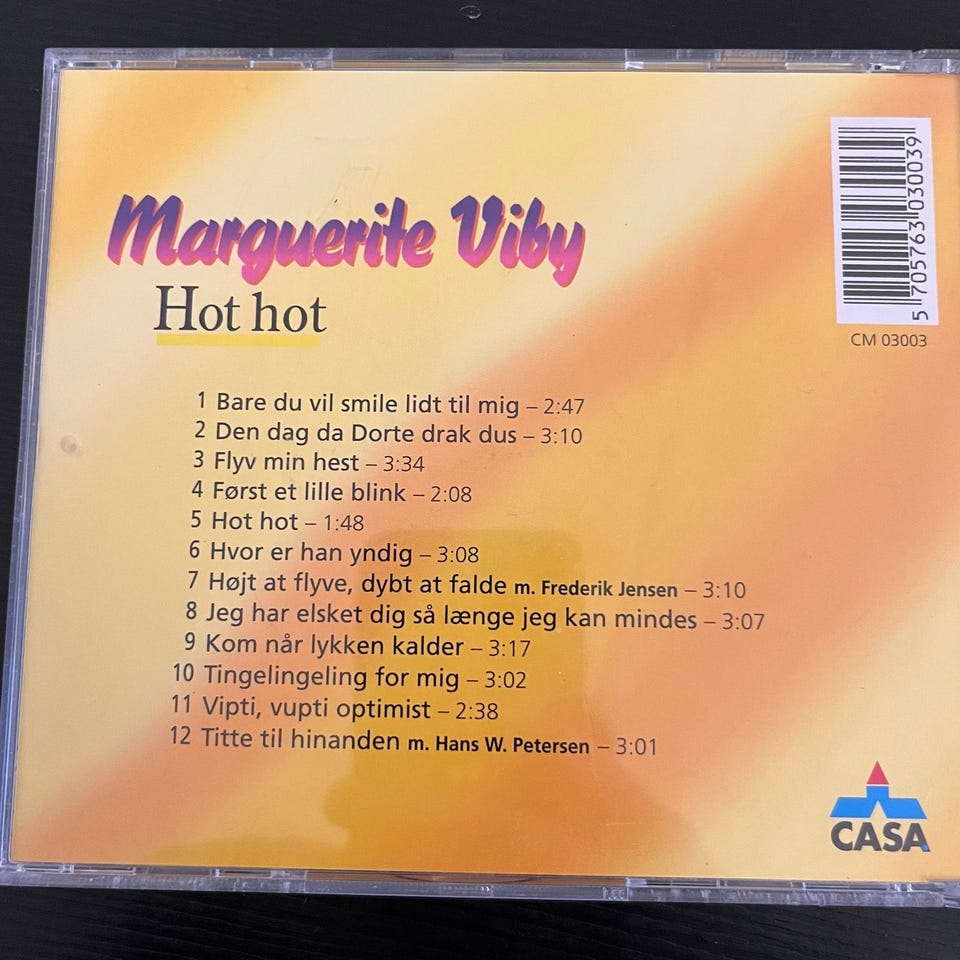 Marguerite Viby
Hot hot
5 705763 030039
CM 03003
1 Bare du vil smile lidt til mig – 2:47
2 Den dag da Dorte drak dus – 3:10
3 Flyv min hest – 3:34
4 Først et lille blink – 2:08
5 Hot hot – 1:48
6 Hvor er han yndig – 3:08
7 Højt at flyve, dybt at falde m. Frederik Jensen – 3:10
8 Jeg har elsket dig så længe jeg kan mindes – 3:07
9 Kom når lykken kalder – 3:17
10 Tingelingeling for mig – 3:02
11 Vipti, vupti optimist – 2:38
12 Titte til hinanden m. Hans W. Petersen – 3:01
CASA